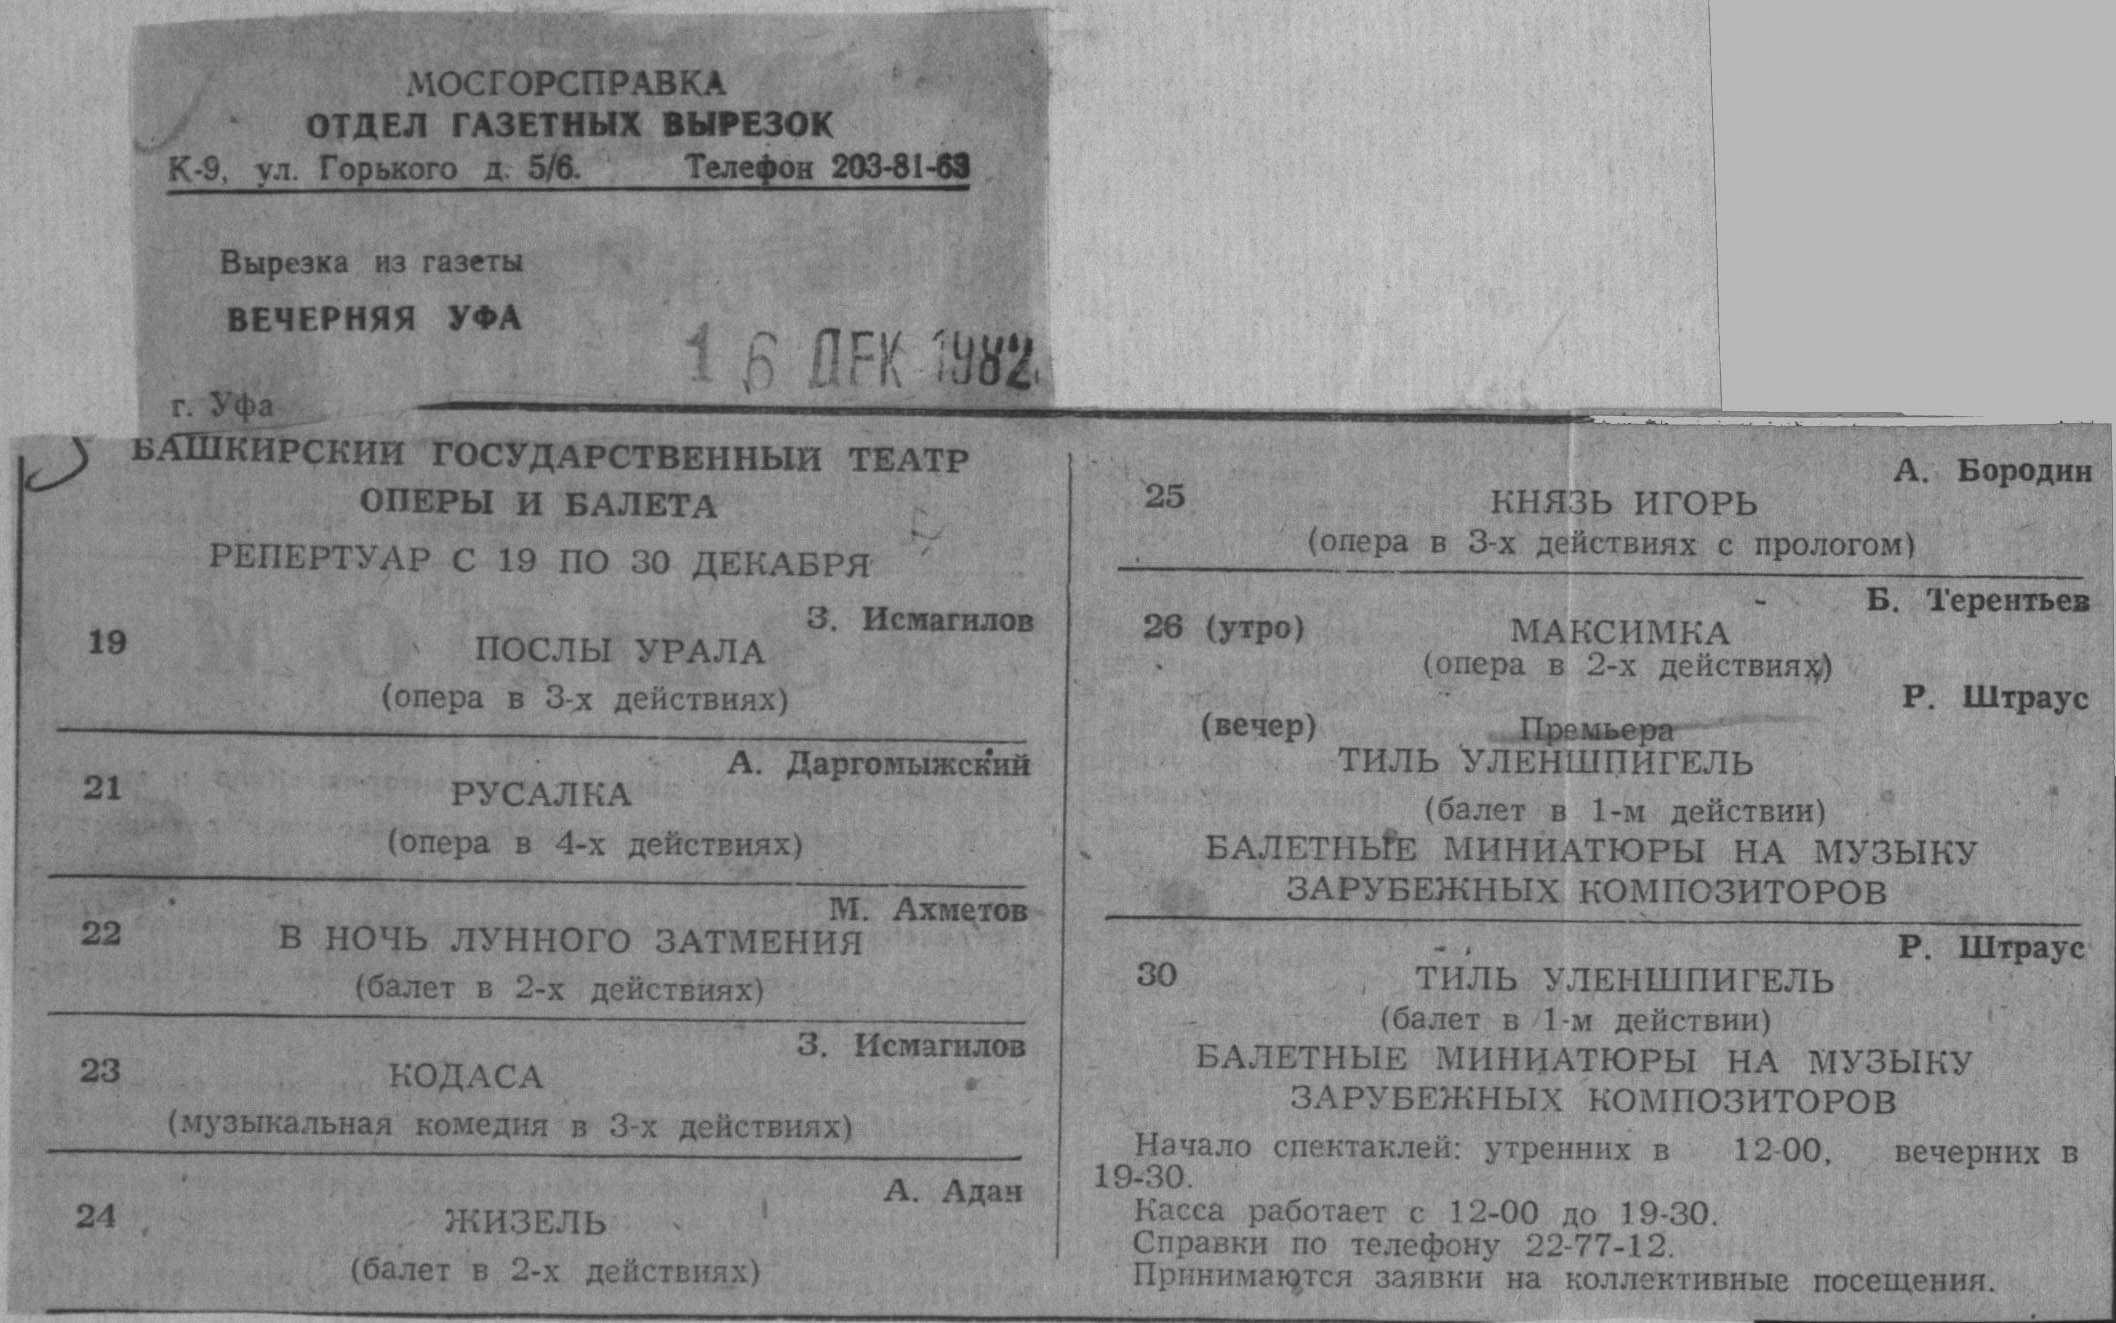 МОСГОРСПРАВКА
ОТДЕЛ ГАЗЕТНЫХ ВЫРЕЗОК
К-9, ул. Горького д. 5/6. Телефон 203-81-63
Вырезка из газеты
ВЕЧЕРНЯЯ УФА
16 ДЕК 1982
г. Уфа
БАШКИРСКИЙ ГОСУДАРСТВЕННЫЙ ТЕАТР
ОПЕРЫ И БАЛЕТА
РЕПЕРТУАР С 19 ПО 30 ДЕКАБРЯ
З. Исмагилов
19 ПОСЛЫ УРАЛА
(опера в 3-х действиях)
А. Даргомыжский
21 РУСАЛКА
(опера в 4-х действиях)
М. Ахметов
22 В НОЧЬ ЛУННОГО ЗАТМЕНИЯ
(балет в 2-х действиях)
З. Исмагилов
23 КОДАСА
(музыкальная комедия в 3-х действиях)
А. Адан
24 ЖИЗЕЛЬ
(балет в 2-х действиях)
А. Бородин
25 КНЯЗЬ ИГОРЬ
(опера в 3-х действиях с прологом)
Б. Терентьев
26 (утро) МАКСИМКА
(опера в 2-х действиях)
Р. Штраус
(вечер) Премьера
ТИЛЬ УЛЕНШПИГЕЛЬ
(балет в 1-м действии)
БАЛЕТНЫЕ МИНИАТЮРЫ НА МУЗЫКУ
ЗАРУБЕЖНЫХ КОМПОЗИТОРОВ
Р. Штраус
30 ТИЛЬ УЛЕНШПИГЕЛЬ
(балет в 1-м действии)
БАЛЕТНЫЕ МИНИАТЮРЫ НА МУЗЫКУ
ЗАРУБЕЖНЫХ КОМПОЗИТОРОВ
Начало спектаклей: утренних в 12-00, вечерних в
19-30.
Касса работает с 12-00 до 19-30.
Справки по телефону 22-77-12.
Принимаются заявки на коллективные посещения.